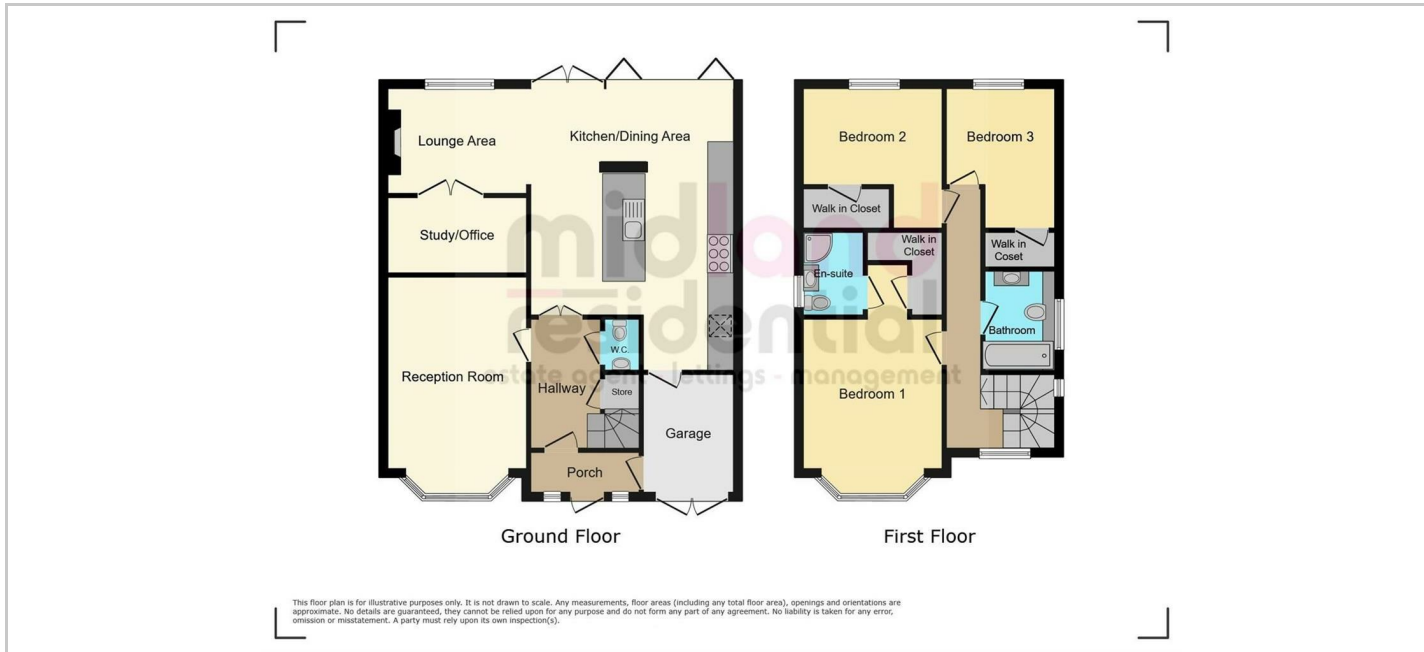 Lounge Area
Kitchen/Dining Area
Study/Office
Reception Room
Hallway
W.C.
Store
Porch
Garage
Ground Floor
Bedroom 2
Bedroom 3
Walk in Closet
Walk in
Closet
Walk in
Coset
En-suite
Bathroom
Bedroom 1
First Floor
midland
residential
estate agent - lettings - management
This floor plan is for illustrative purposes only. It is not drawn to scale. Any measurements, floor areas (including any total floor area), openings and orientations are
approximate. No details are guaranteed, they cannot be relied upon for any purpose and do not form any part of any agreement. No liability is taken for any error,
omission or misstatement. A party must rely upon its own inspection(s).